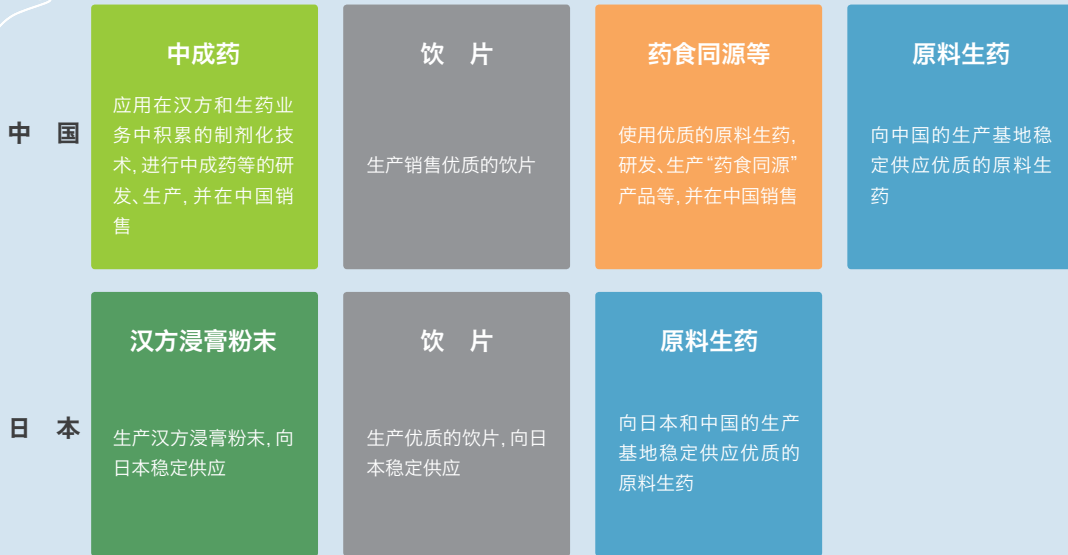 中国
中成药
应用在汉方和生药业
务中积累的制剂化技
术,进行中成药等的研
发、生产,并在中国销
售
饮片
生产销售优质的饮片
药食同源等
使用优质的原料生药,
研发、生产“药食同源”
产品等,并在中国销售
原料生药
向中国的生产基地稳
定供应优质的原料生
药
日本
汉方浸膏粉末
生产汉方浸膏粉末,向
日本稳定供应
饮片
生产优质的饮片,向日
本稳定供应
原料生药
向日本和中国的生产
基地稳定供应优质的
原料生药